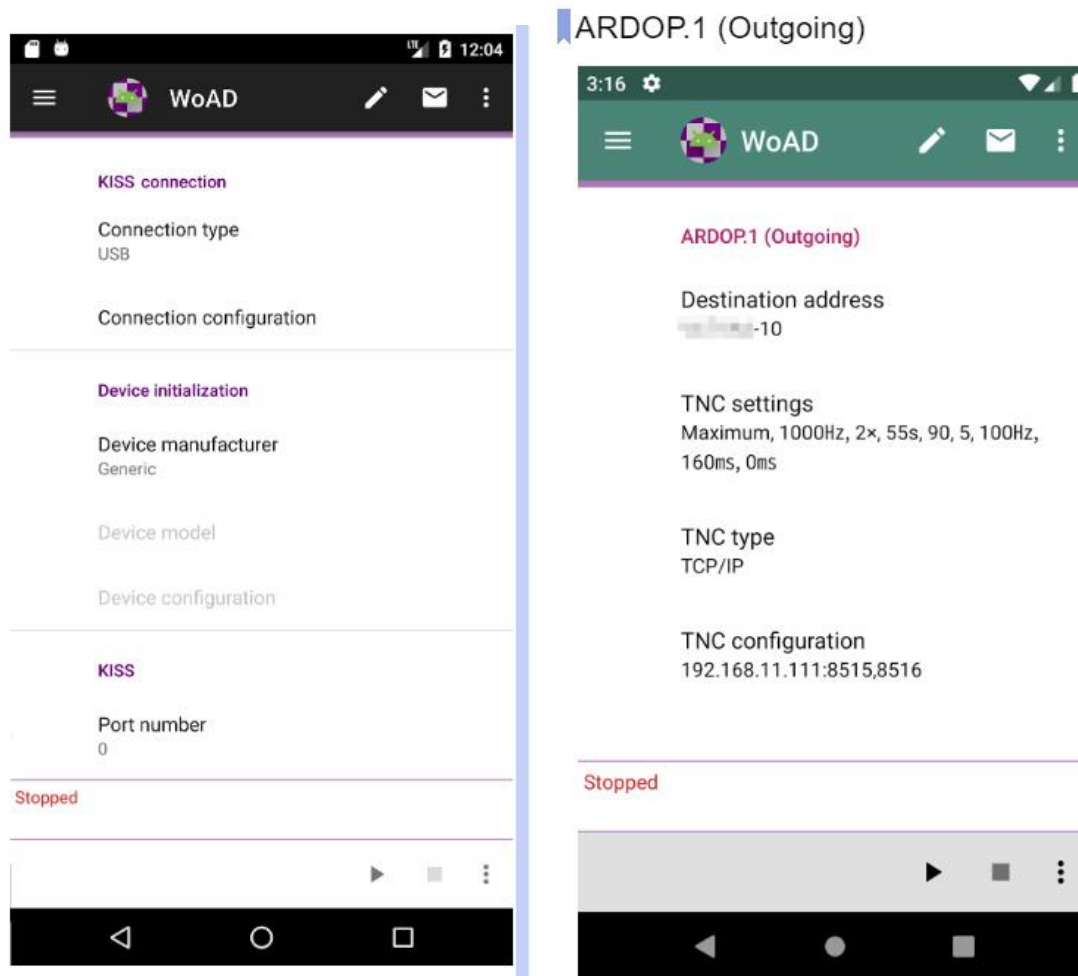 12:04
WoAD
KISS connection
Connection type
USB
Connection configuration
Device initialization
Device manufacturer
Generic
Device model
Device configuration
KISS
Port number
0
Stopped
ARDOP.1 (Outgoing)
3:16
WoAD
ARDOP.1 (Outgoing)
Destination address
-10
TNC settings
Maximum, 1000Hz, 2×, 55s, 90, 5, 100Hz,
160ms, 0ms
TNC type
TCP/IP
TNC configuration
192.168.11.111:8515,8516
Stopped